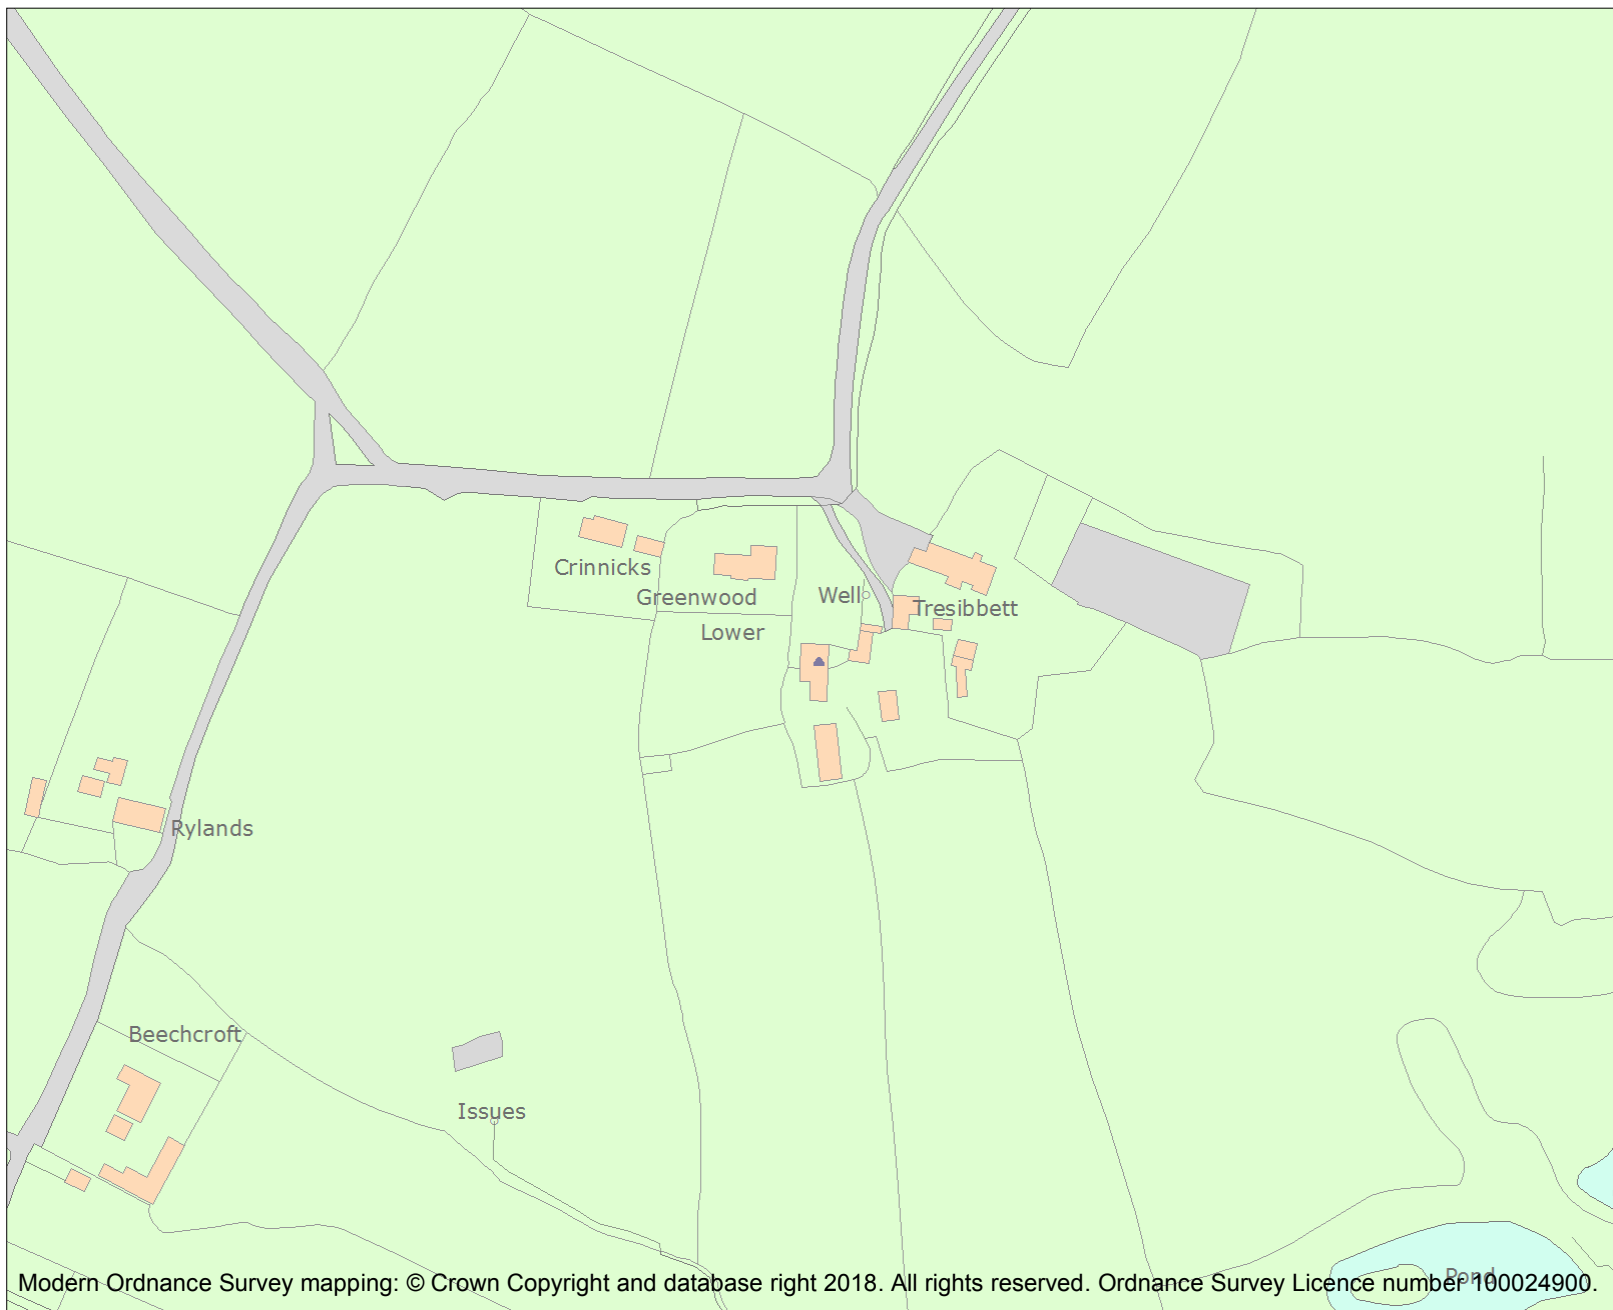 Crinnicks
Greenwood
Well
Tresibbett
Lower
Rylands
Beechcroft
Issues
Pond
Modern Ordnance Survey mapping: © Crown Copyright and database right 2018. All rights reserved. Ordnance Survey Licence number 100024900.